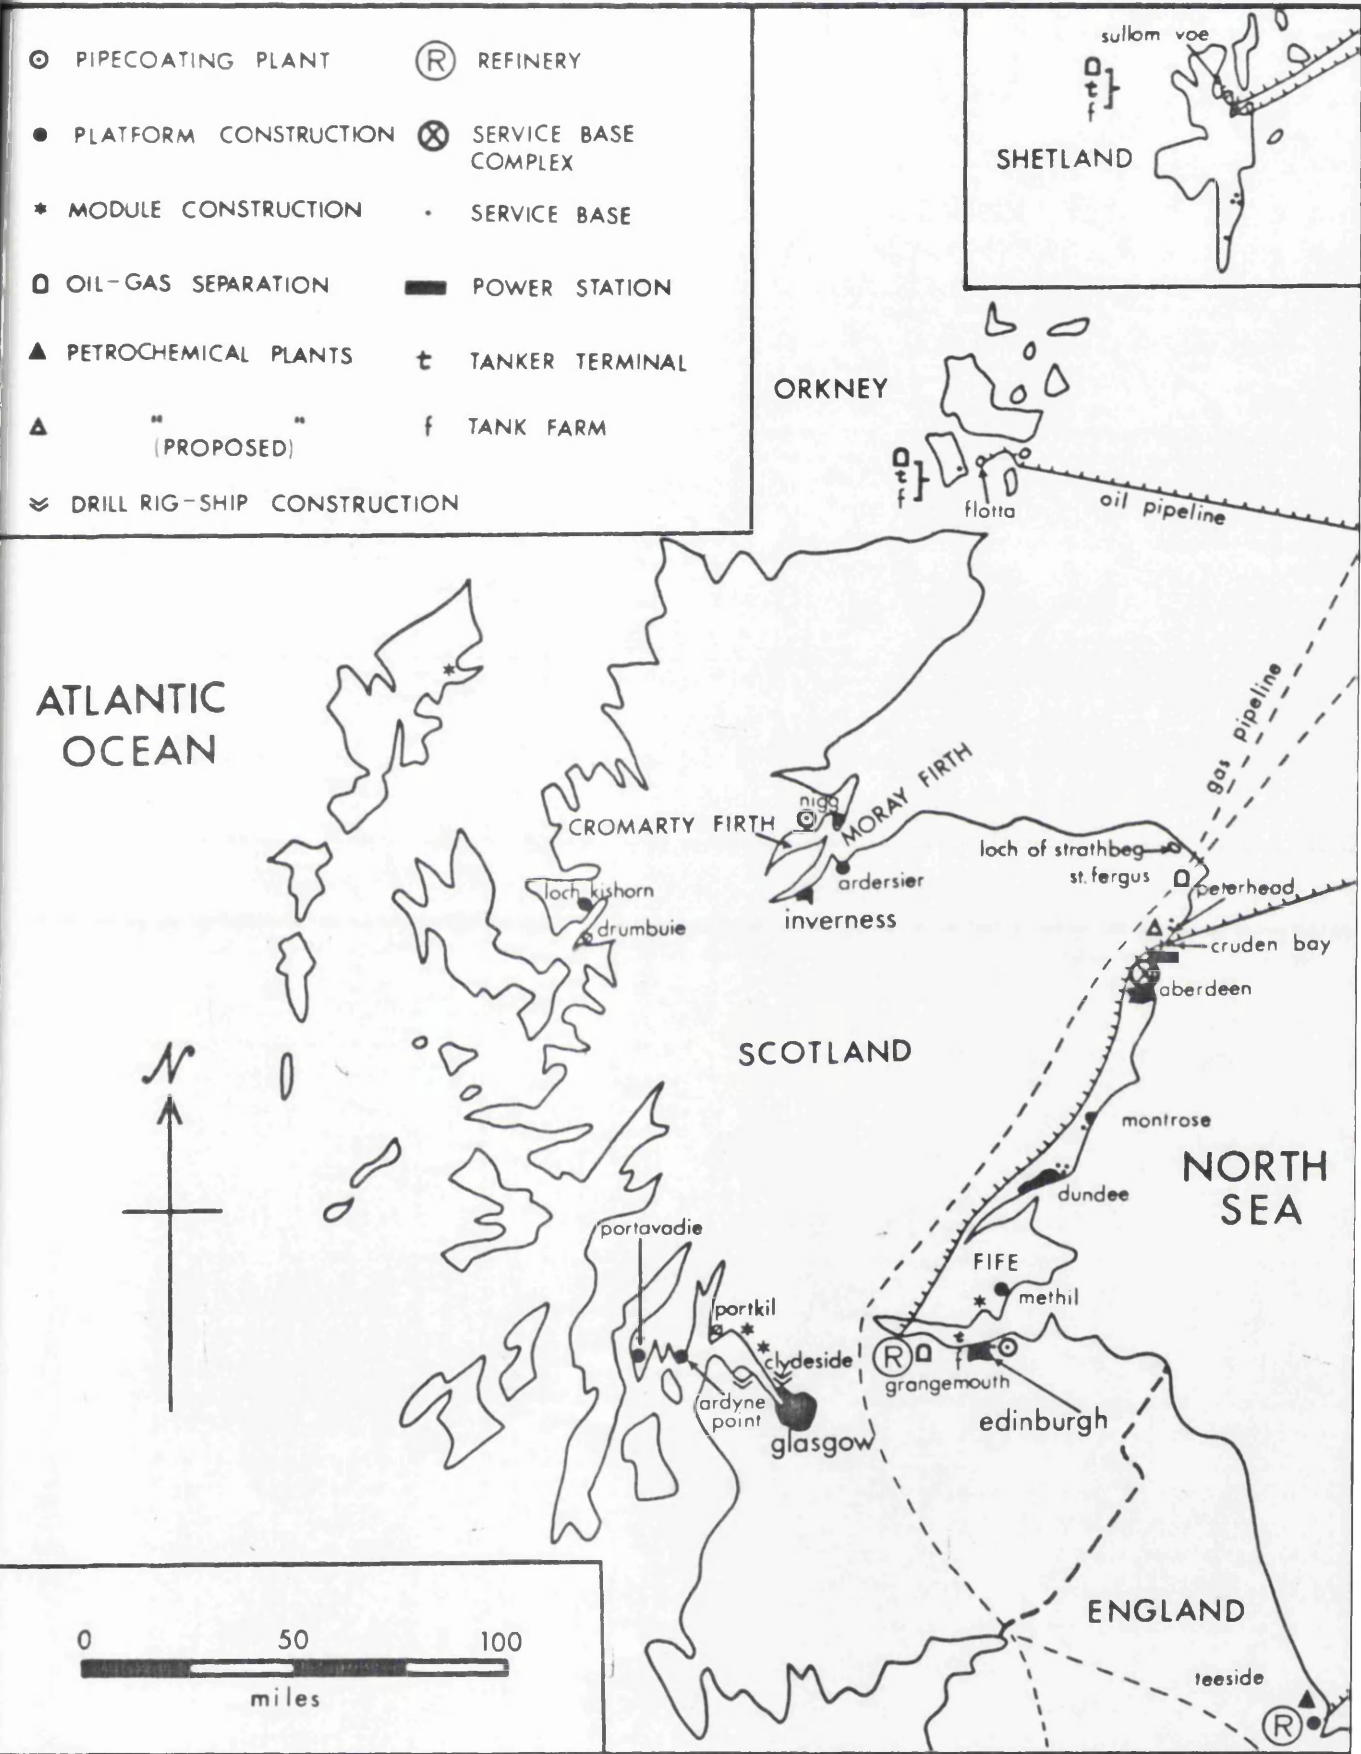 PIPECOATING PLANT
PLATFORM CONSTRUCTION
MODULE CONSTRUCTION
OIL-GAS SEPARATION
PETROCHEMICAL PLANTS
" "
(PROPOSED)
DRILL RIG-SHIP CONSTRUCTION
R REFINERY
SERVICE BASE
COMPLEX
SERVICE BASE
POWER STATION
t TANKER TERMINAL
f TANK FARM
sullom voe
t
f
SHETLAND
ORKNEY
t
f
flotta
oil pipeline
ATLANTIC
OCEAN
gas pipeline
MORAY FIRTH
nigg
CROMARTY FIRTH
loch of strathbeg
st. fergus
peterhead
ardersier
inverness
loch kishorn
drumbuie
cruden bay
aberdeen
SCOTLAND
N
montrose
NORTH
SEA
dundee
portavadie
FIFE
methil
portkil
clydeside
R
t
f
grangemouth
ardyne
point
edinburgh
glasgow
ENGLAND
teeside
R
0 50 100
miles